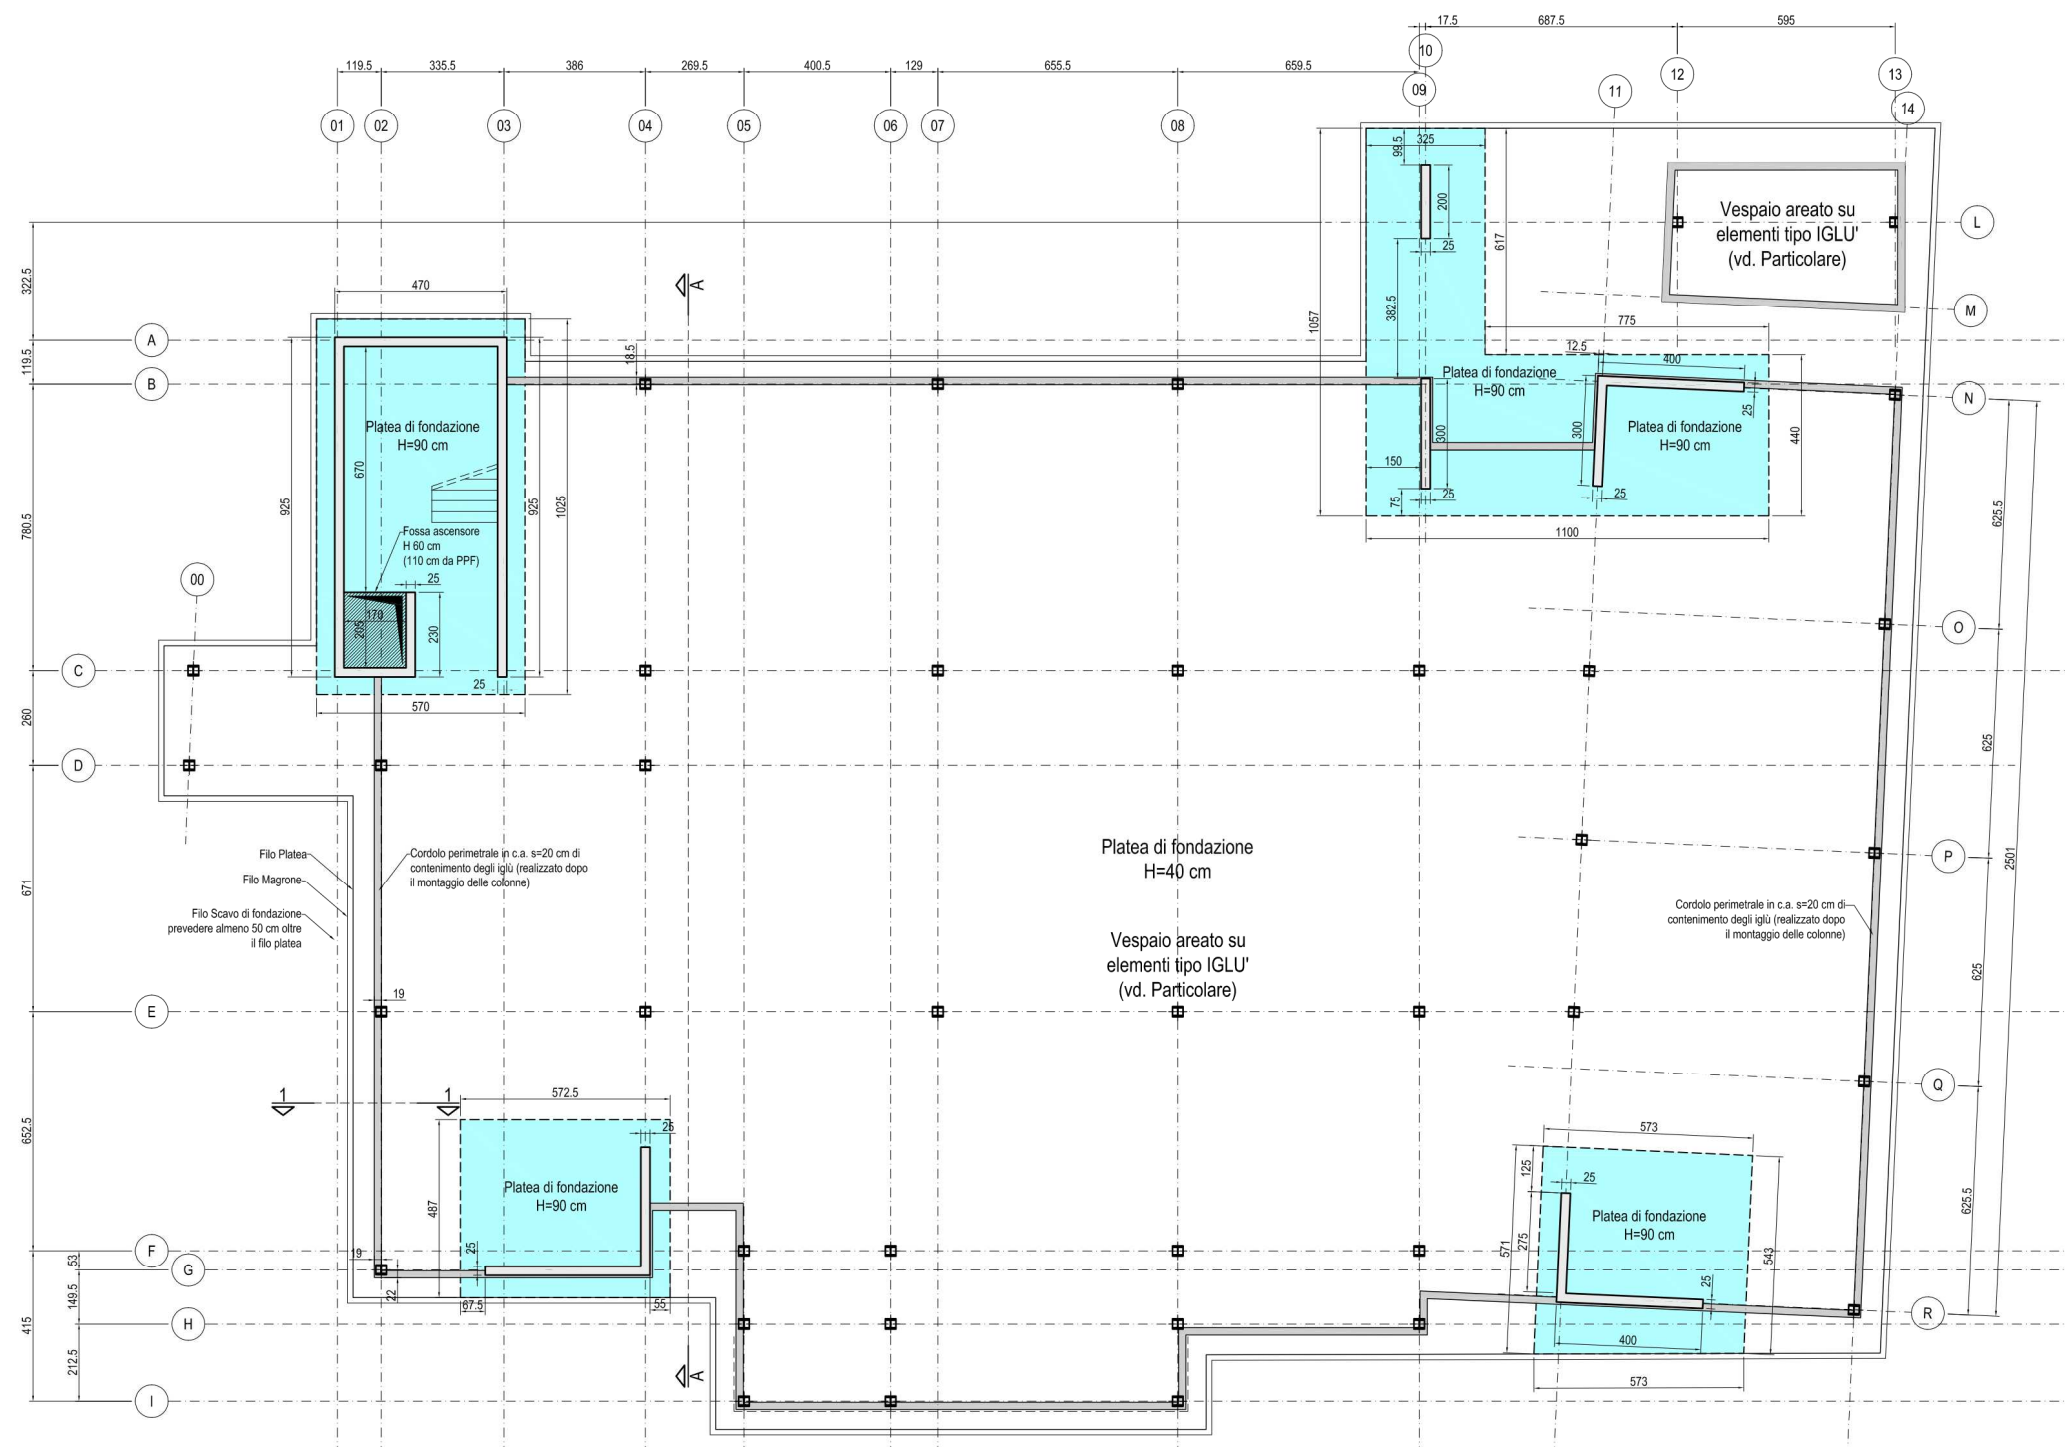 17.5 687.5 595
119.5 335.5 386 269.5 400.5 129 655.5 659.5
10
09 11 12 13
14
01 02 03 04 05 06 07 08
325
99.5
200
25
617
382.5
1057
Vespaio areato su
elementi tipo IGLU'
(vd. Particolare)
L
M
322.5
470
A
775
12.5
400
A
119.5
18.5
B
Platea di fondazione
H=90 cm
25
N
Platea di fondazione
H=90 cm
Platea di fondazione
H=90 cm
300
300
440
150
670
925
925
1025
75
25
25
780.5
625.5
1100
Fossa ascensore
H 60 cm
(110 cm da PPF)
00
25
170
205
230
O
C
25
570
260
D
625
2501
Platea di fondazione
H=40 cm
P
Filo Platea
Filo Magrone
Filo Scavo di fondazione
prevedere almeno 50 cm oltre
il filo platea
Cordolo perimetrale in c.a. s=20 cm di
contenimento degli iglù (realizzato dopo
il montaggio delle colonne)
671
Cordolo perimetrale in c.a. s=20 cm di
contenimento degli iglù (realizzato dopo
il montaggio delle colonne)
Vespaio areato su
elementi tipo IGLU'
(vd. Particolare)
625
19
E
Q
1 1
572.5
25
652.5
573
125
25
Platea di fondazione
H=90 cm
487
Platea di fondazione
H=90 cm
275
571
543
625.5
F
53
19
25
G
22
67.5
55
25
149.5
R
415
H
400
212.5
A
573
I